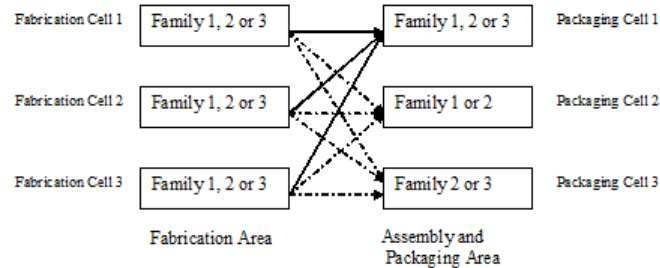 Fabrication Cell 1 Family 1, 2 or 3 Family 1, 2 or 3 Packaging Cell 1
Fabrication Cell 2 Family 1, 2 or 3 Family 1 or 2 Packaging Cell 2
Fabrication Cell 3 Family 1, 2 or 3 Family 2 or 3 Packaging Cell 3
Fabrication Area
Assembly and
Packaging Area